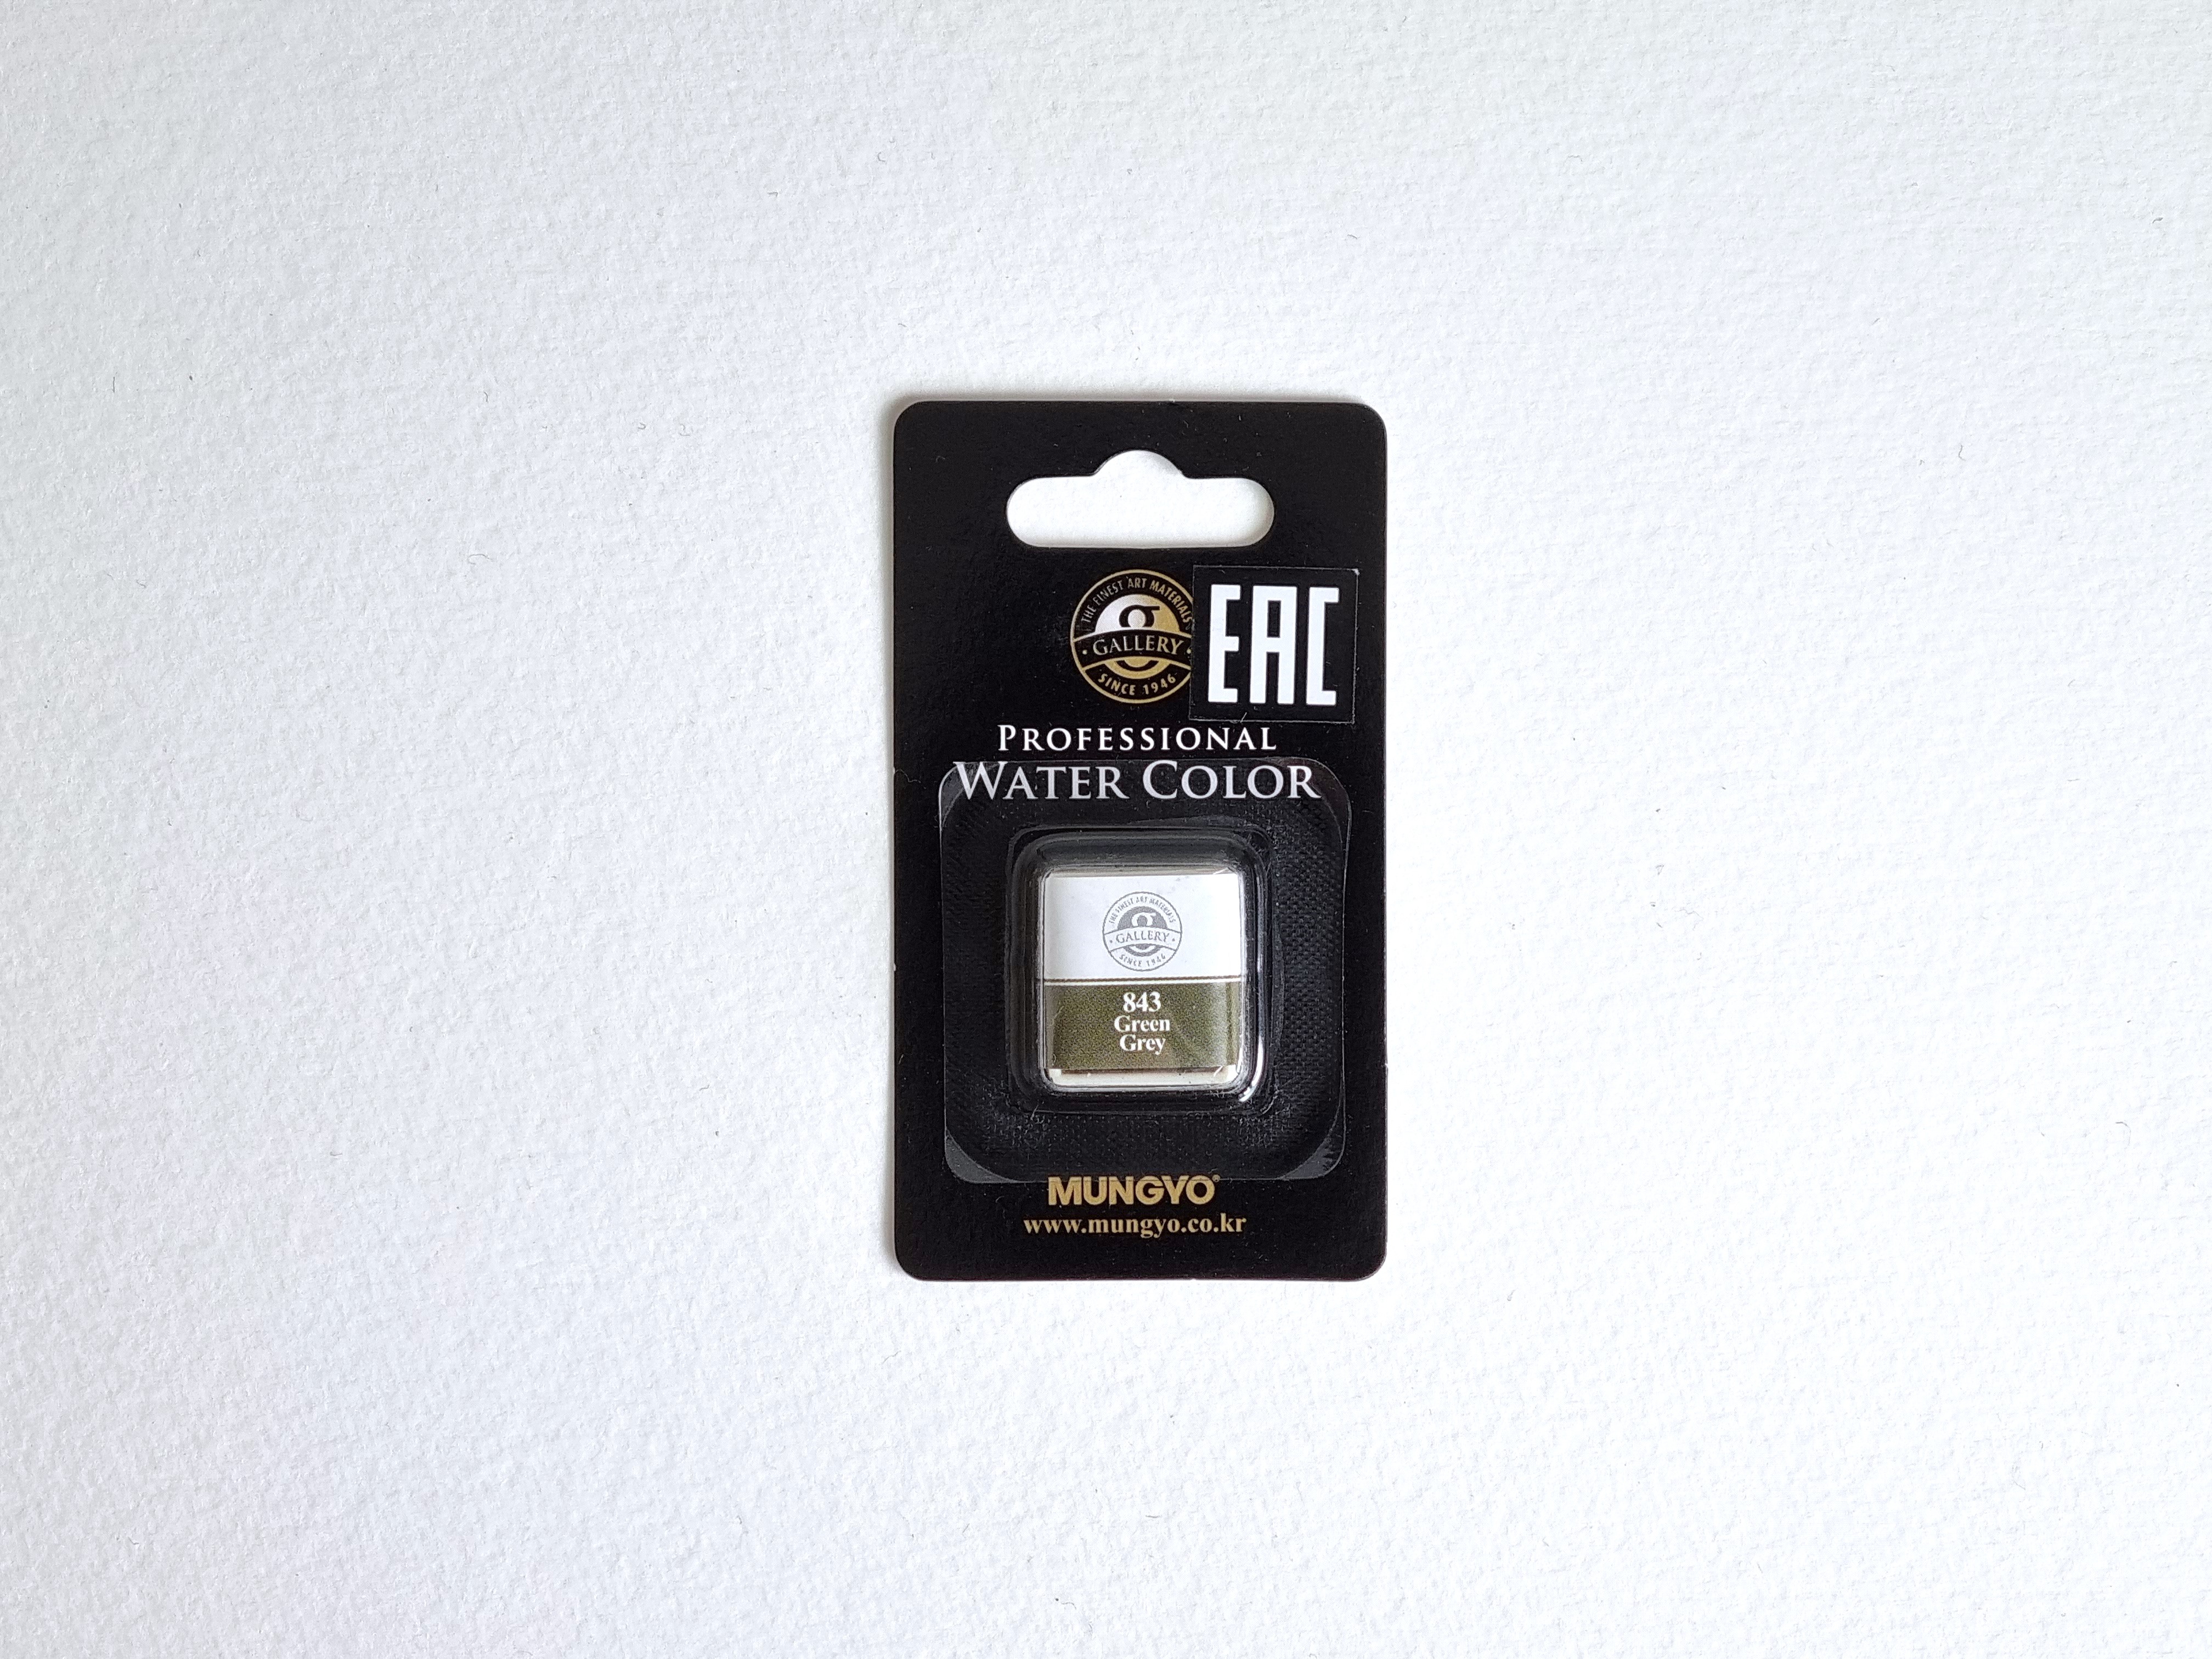 THE FINEST ART MATERIALS
g
GALLERY
SINCE 1946
EAC
PROFESSIONAL
WATER COLOR
THE FINEST ART MATERIALS
g
GALLERY
SINCE 1946
843
Green
Grey
MUNGYO®
www.mungyo.co.kr